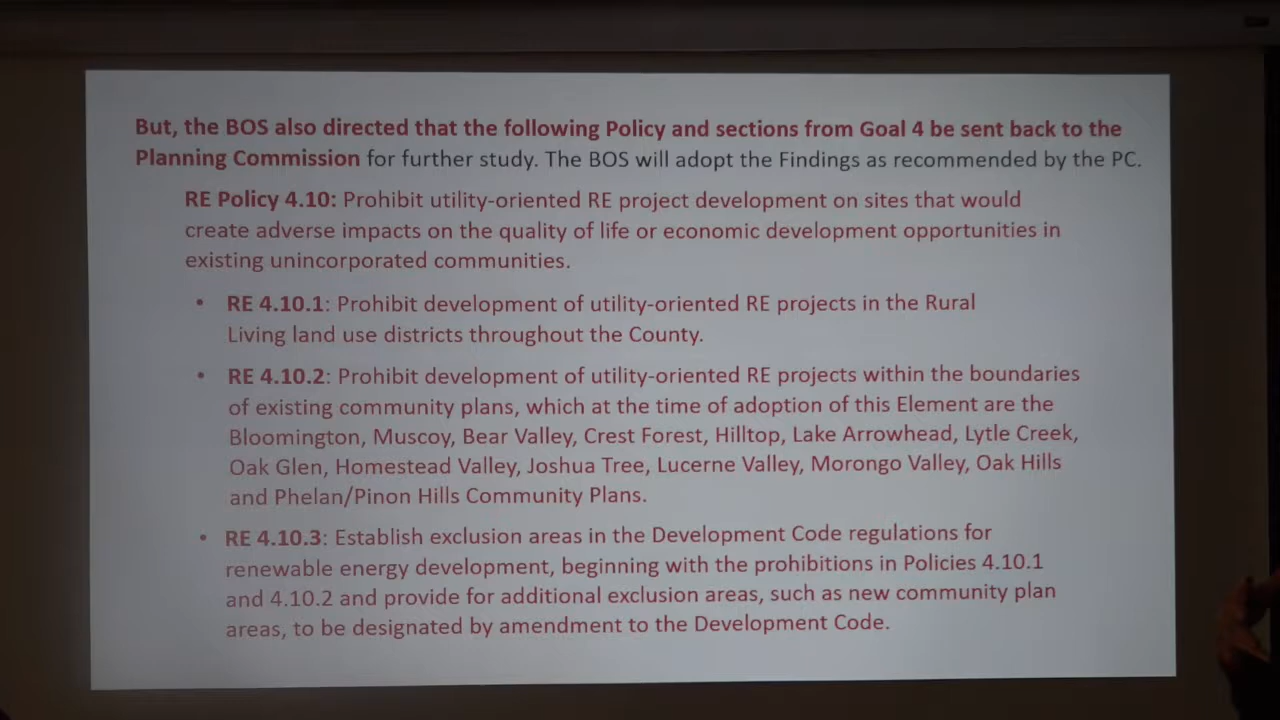 But, the BOS also directed that the following Policy and sections from Goal 4 be sent back to the
Planning Commission for further study. The BOS will adopt the Findings as recommended by the PC.
RE Policy 4.10: Prohibit utility-oriented RE project development on sites that would
create adverse impacts on the quality of life or economic development opportunities in
existing unincorporated communities.
• RE 4.10.1: Prohibit development of utility-oriented RE projects in the Rural
Living land use districts throughout the County.
• RE 4.10.2: Prohibit development of utility-oriented RE projects within the boundaries
of existing community plans, which at the time of adoption of this Element are the
Bloomington, Muscoy, Bear Valley, Crest Forest, Hilltop, Lake Arrowhead, Lytle Creek,
Oak Glen, Homestead Valley, Joshua Tree, Lucerne Valley, Morongo Valley, Oak Hills
and Phelan/Pinon Hills Community Plans.
• RE 4.10.3: Establish exclusion areas in the Development Code regulations for
renewable energy development, beginning with the prohibitions in Policies 4.10.1
and 4.10.2 and provide for additional exclusion areas, such as new community plan
areas, to be designated by amendment to the Development Code.